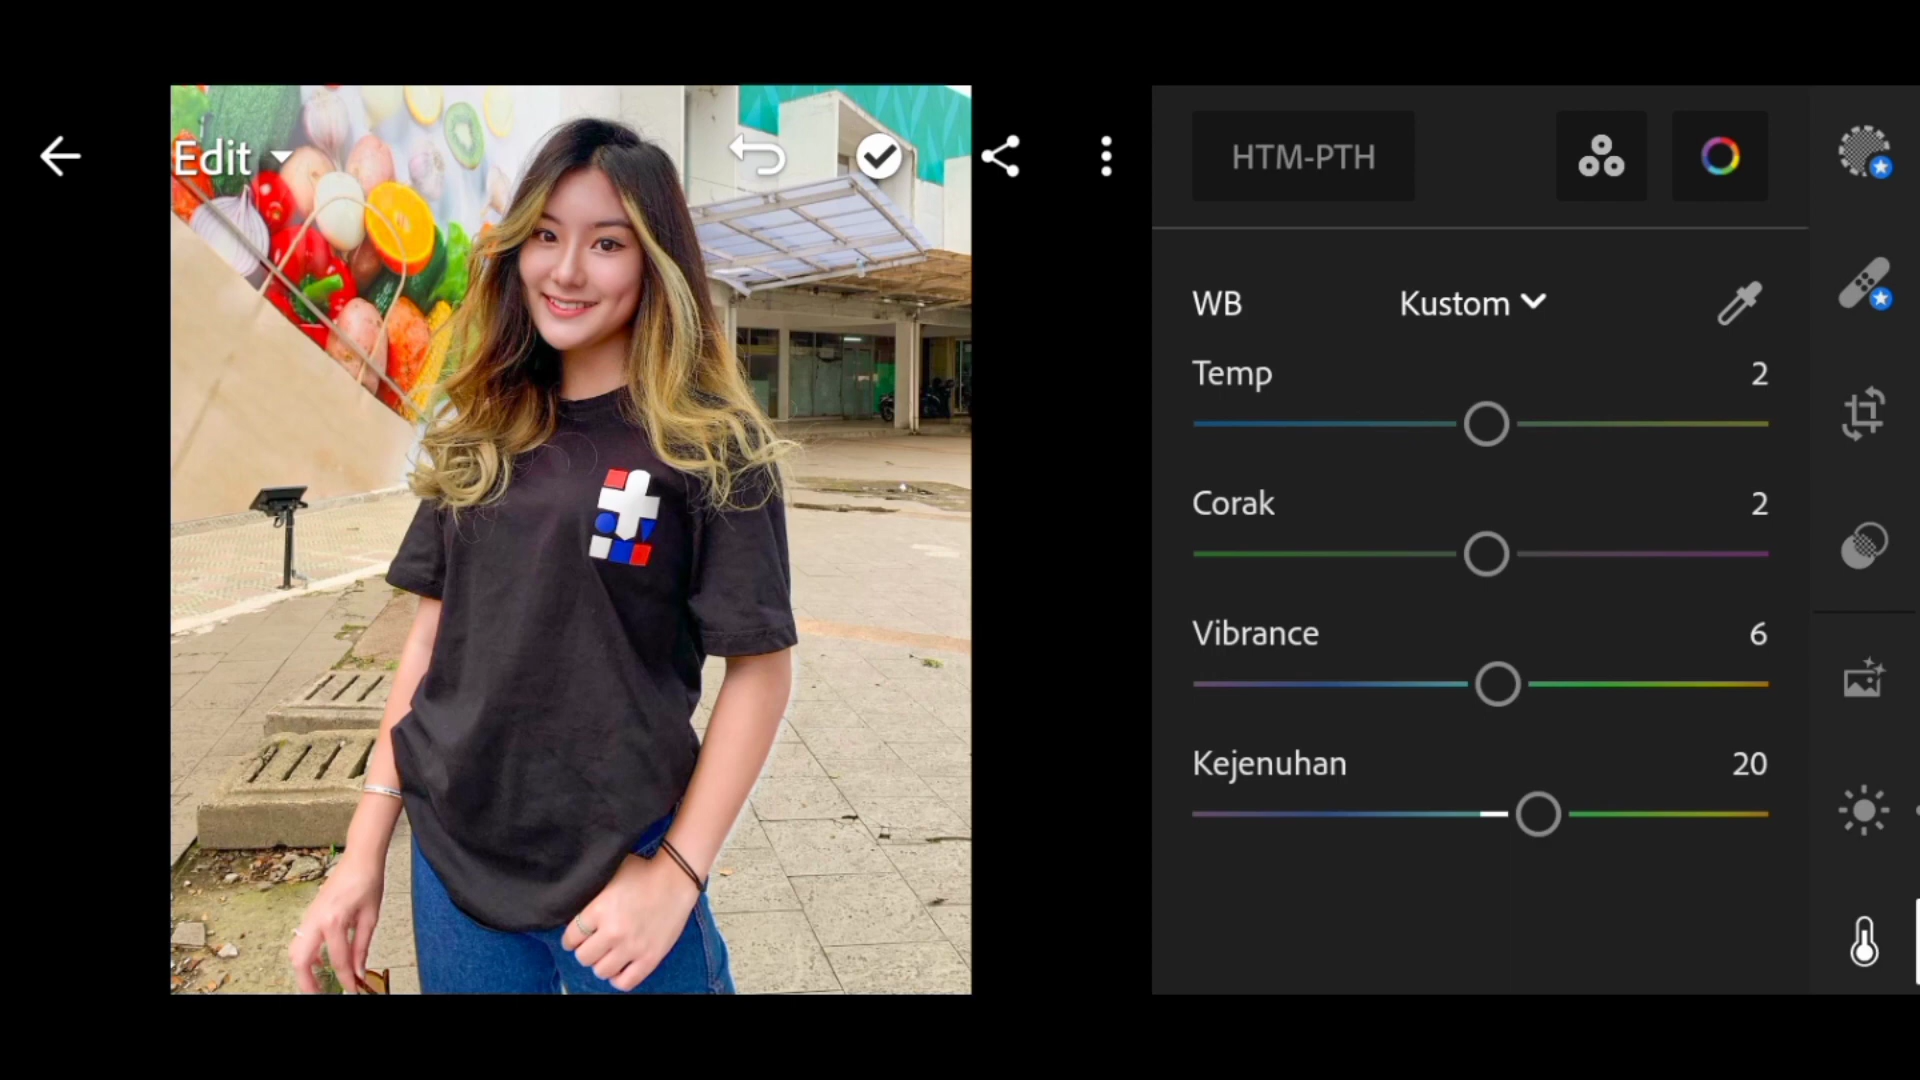 Edit
HTM-PTH
WB
Kustom
Temp
2
Corak
2
Vibrance
6
Kejenuhan
20